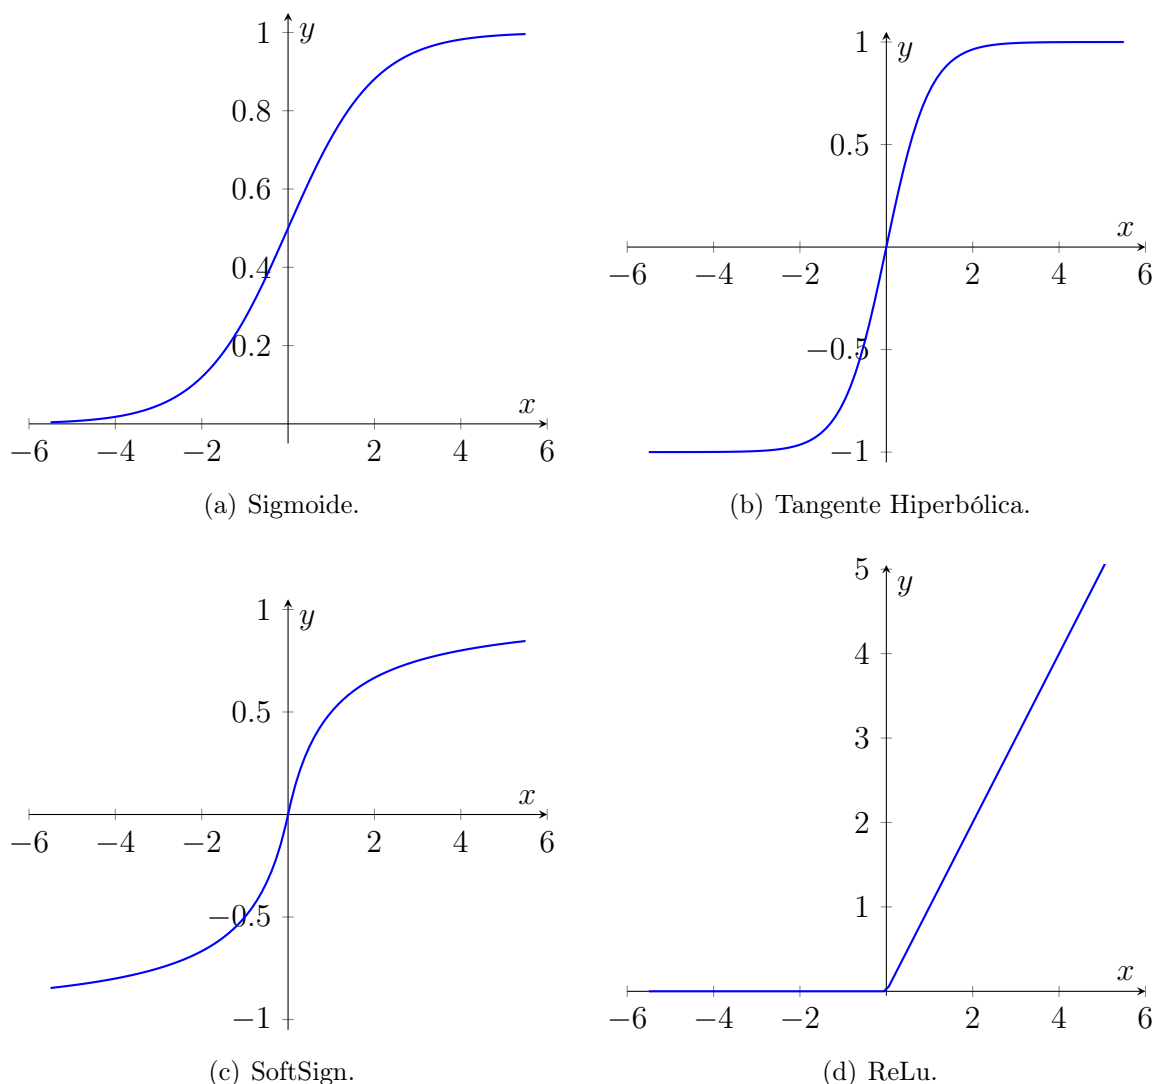 1
y
0.8
0.6
0.4
0.2
x
−6 −4 −2 2 4 6
(a) Sigmoide.
1
y
0.5
x
−6 −4 −2 2 4 6
−0.5
−1
(b) Tangente Hiperbólica.
1
y
0.5
x
−6 −4 −2 2 4 6
−0.5
−1
(c) SoftSign.
5
y
4
3
2
1
x
−6 −4 −2 2 4 6
(d) ReLu.